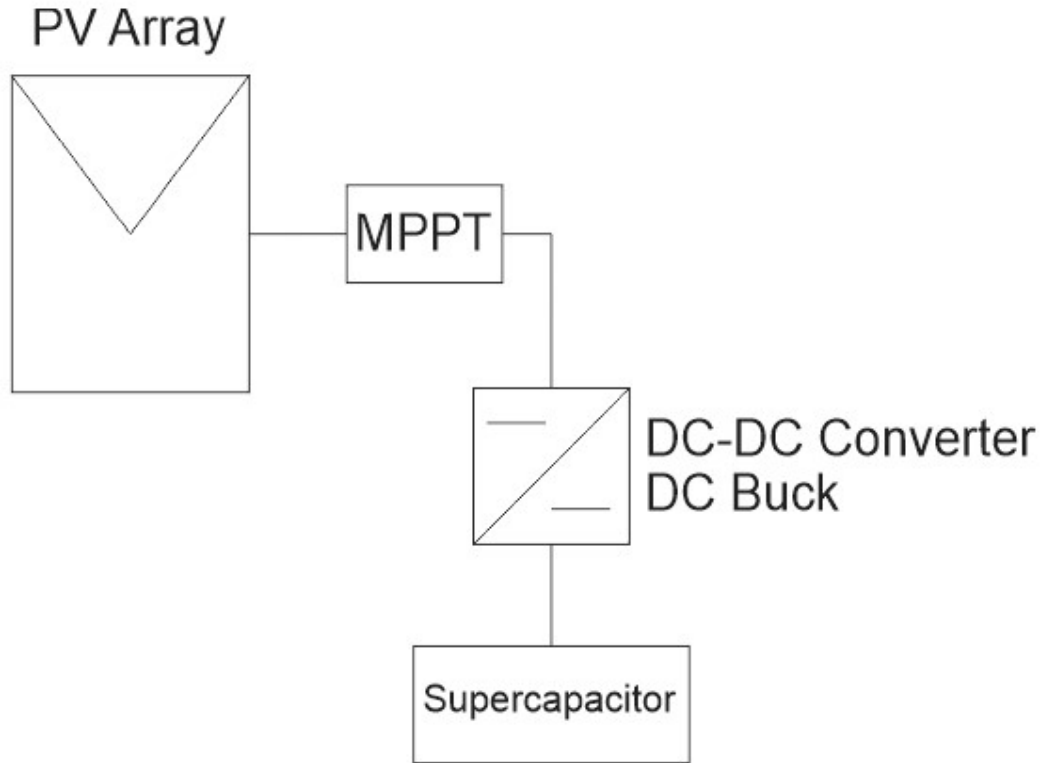 PV Array
MPPT
DC-DC Converter
DC Buck
Supercapacitor